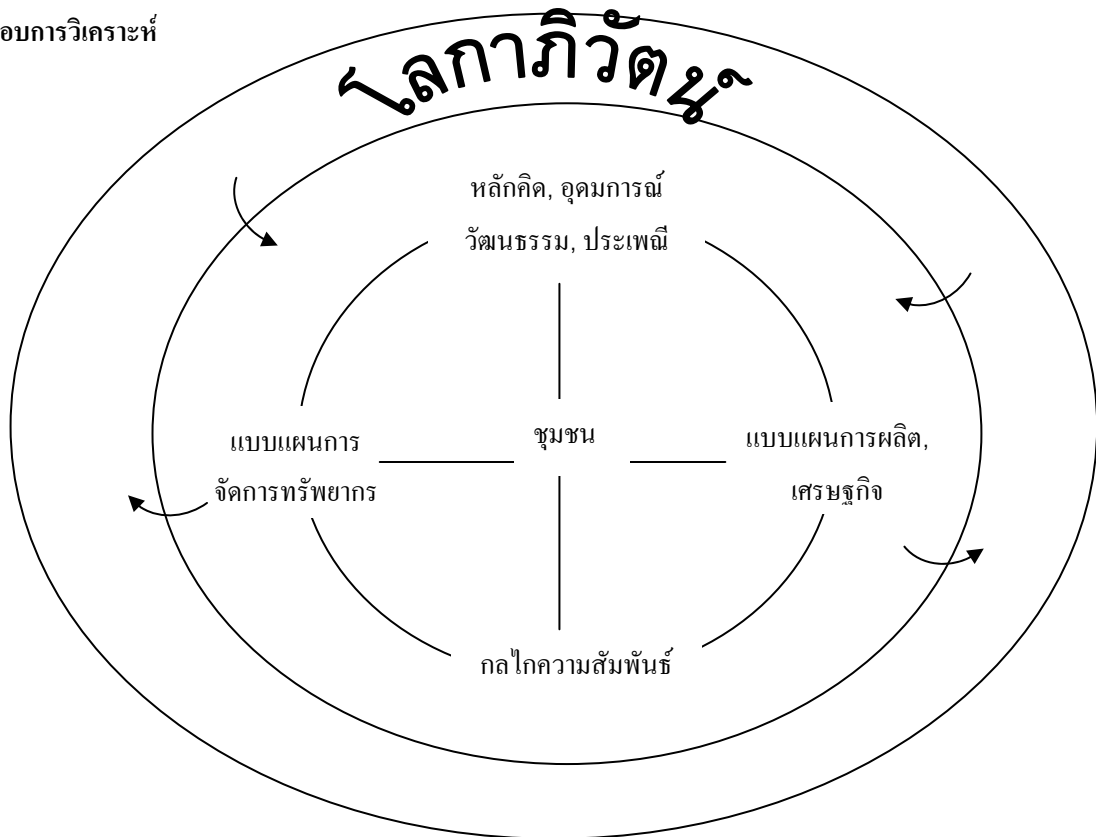 อบการวิเคราะห์
โลกาภิวัตน์
หลักคิด, อุดมการณ์
วัฒนธรรม, ประเพณี
แบบแผนการ
จัดการทรัพยากร
ชุมชน
แบบแผนการผลิต,
เศรษฐกิจ
กลไกความสัมพันธ์